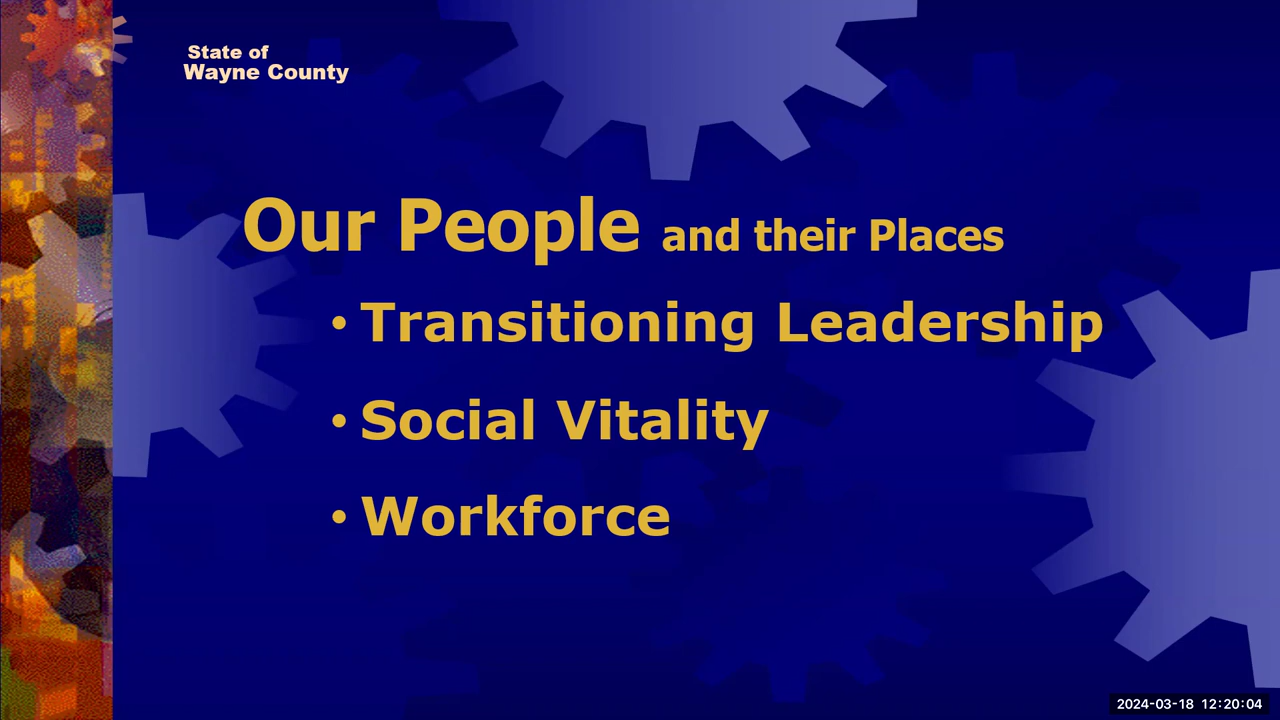 State of
Wayne County
Our People and their Places
• Transitioning Leadership
• Social Vitality
• Workforce
2024-03-18 12:20:04